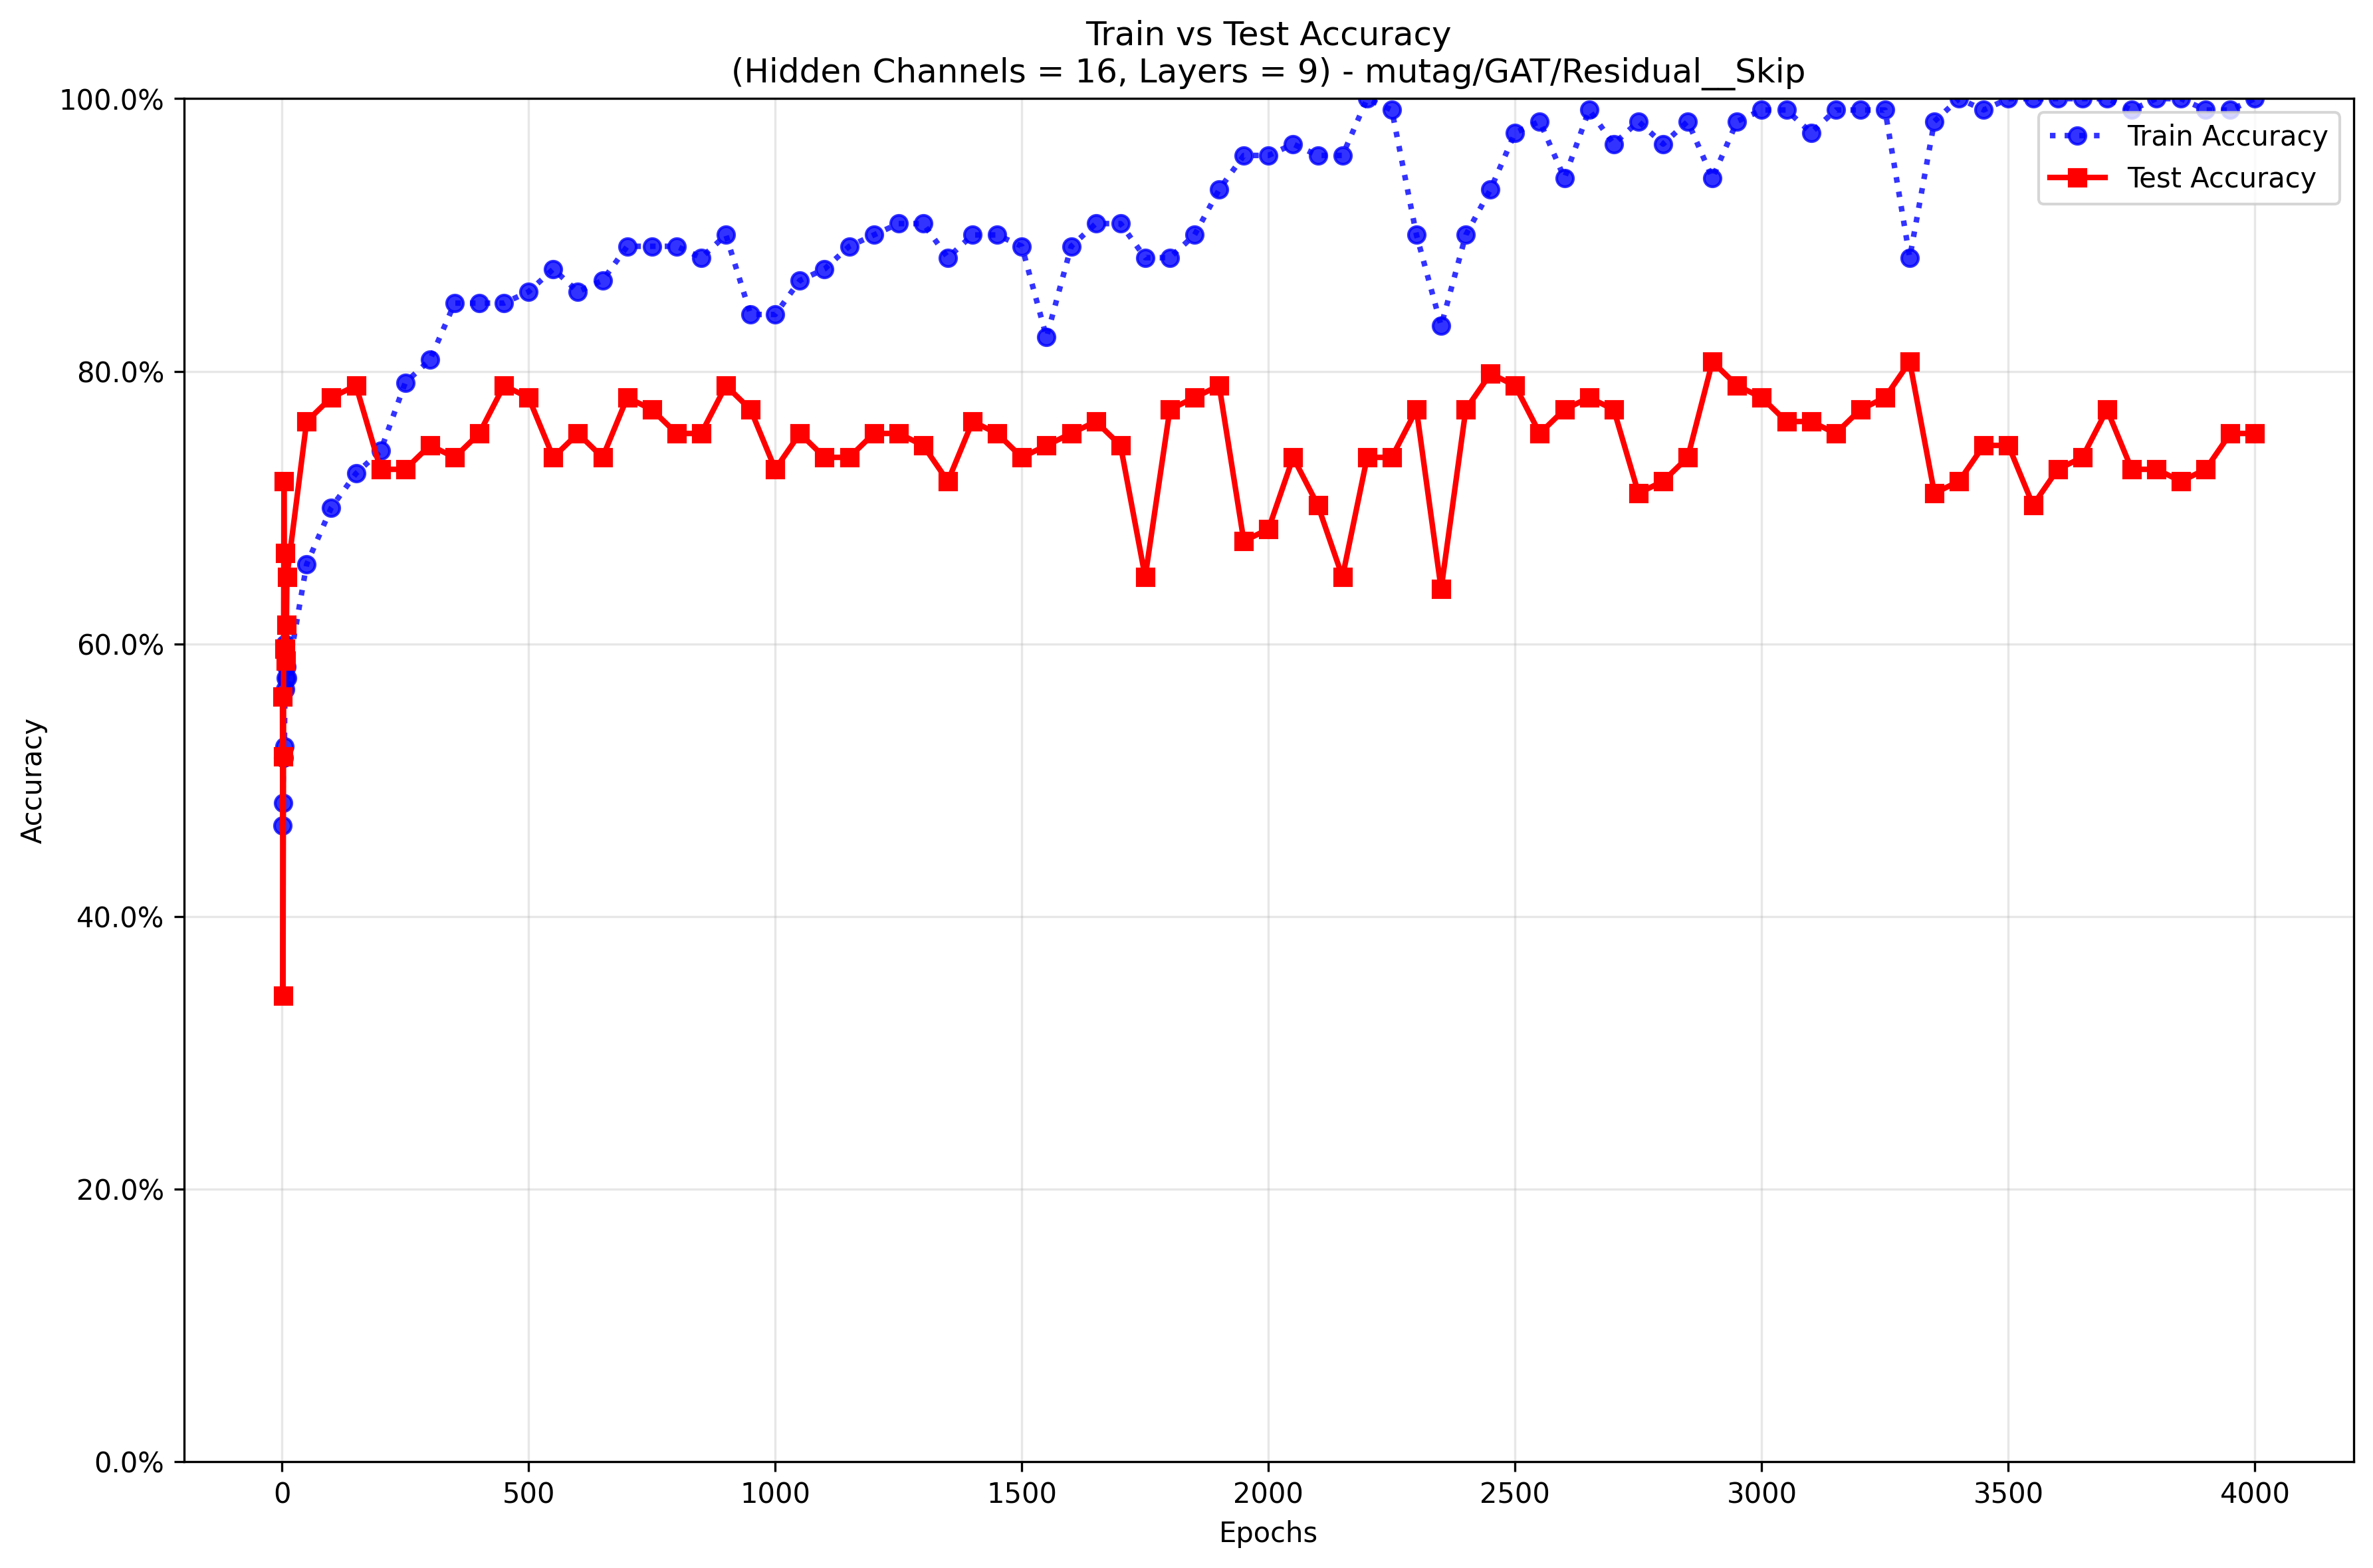 Train vs Test Accuracy
(Hidden Channels = 16, Layers = 9) - mutag/GAT/Residual__Skip
100.0%
80.0%
60.0%
40.0%
20.0%
0.0%
Accuracy
Train Accuracy
Test Accuracy
0 500 1000 1500 2000 2500 3000 3500 4000
Epochs